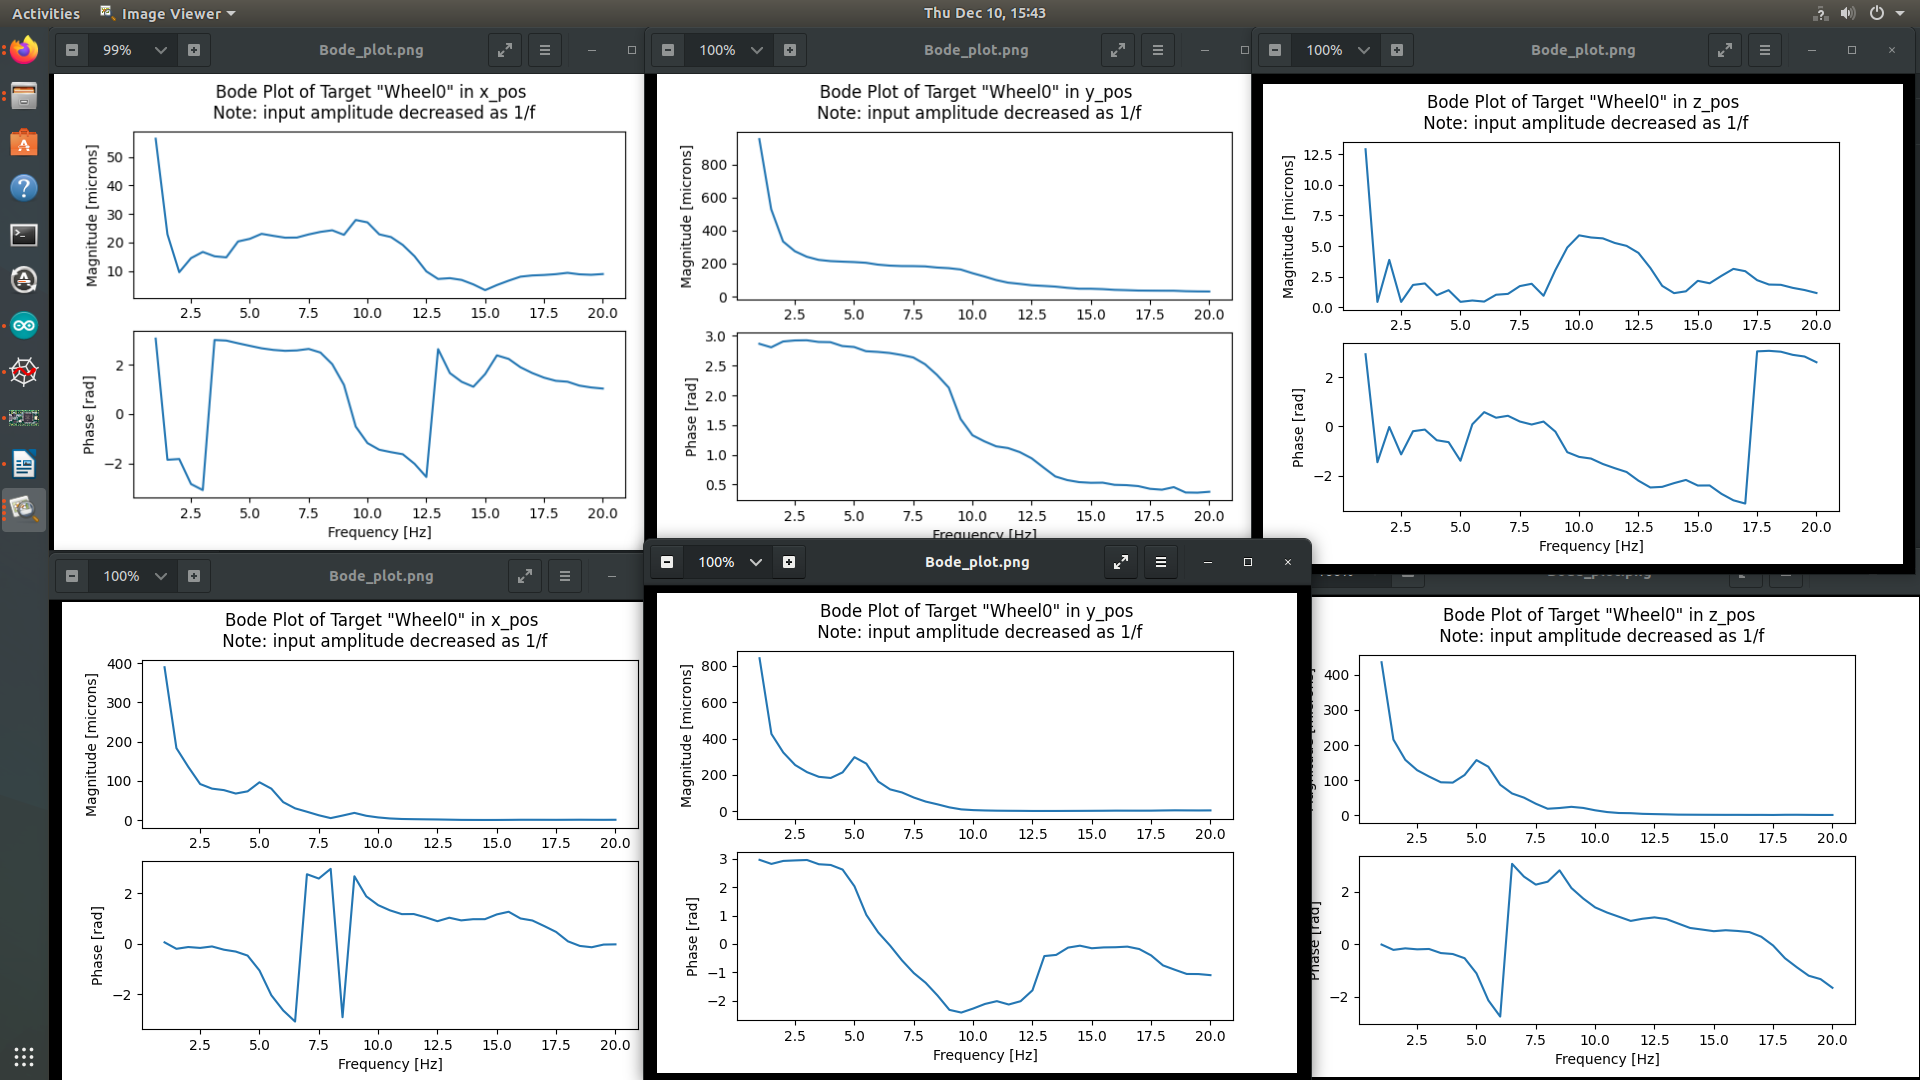 Activities
Image Viewer
Thu Dec 10, 15:43
99%
Bode_plot.png
Bode Plot of Target "Wheel0" in x_pos
Note: input amplitude decreased as 1/f
Magnitude [microns]
50
40
30
20
10
2.5 5.0 7.5 10.0 12.5 15.0 17.5 20.0
Phase [rad]
2
0
−2
2.5 5.0 7.5 10.0 12.5 15.0 17.5 20.0
Frequency [Hz]
100%
Bode_plot.png
Bode Plot of Target "Wheel0" in y_pos
Note: input amplitude decreased as 1/f
Magnitude [microns]
800
600
400
200
0
2.5 5.0 7.5 10.0 12.5 15.0 17.5 20.0
Phase [rad]
3.0
2.5
2.0
1.5
1.0
0.5
2.5 5.0 7.5 10.0 12.5 15.0 17.5 20.0
Frequency [Hz]
100%
Bode_plot.png
Bode Plot of Target "Wheel0" in z_pos
Note: input amplitude decreased as 1/f
Magnitude [microns]
12.5
10.0
7.5
5.0
2.5
0.0
2.5 5.0 7.5 10.0 12.5 15.0 17.5 20.0
Phase [rad]
2
0
−2
2.5 5.0 7.5 10.0 12.5 15.0 17.5 20.0
Frequency [Hz]
100%
Bode_plot.png
Bode Plot of Target "Wheel0" in x_pos
Note: input amplitude decreased as 1/f
Magnitude [microns]
400
300
200
100
0
2.5 5.0 7.5 10.0 12.5 15.0 17.5 20.0
Phase [rad]
2
0
−2
2.5 5.0 7.5 10.0 12.5 15.0 17.5 20.0
Frequency [Hz]
100%
Bode_plot.png
Bode Plot of Target "Wheel0" in y_pos
Note: input amplitude decreased as 1/f
Magnitude [microns]
800
600
400
200
0
2.5 5.0 7.5 10.0 12.5 15.0 17.5 20.0
Phase [rad]
3
2
1
0
−1
−2
2.5 5.0 7.5 10.0 12.5 15.0 17.5 20.0
Frequency [Hz]
100%
Bode_plot.png
Bode Plot of Target "Wheel0" in z_pos
Note: input amplitude decreased as 1/f
400
300
200
100
0
2.5 5.0 7.5 10.0 12.5 15.0 17.5 20.0
Phase [rad]
2
0
−2
2.5 5.0 7.5 10.0 12.5 15.0 17.5 20.0
Frequency [Hz]